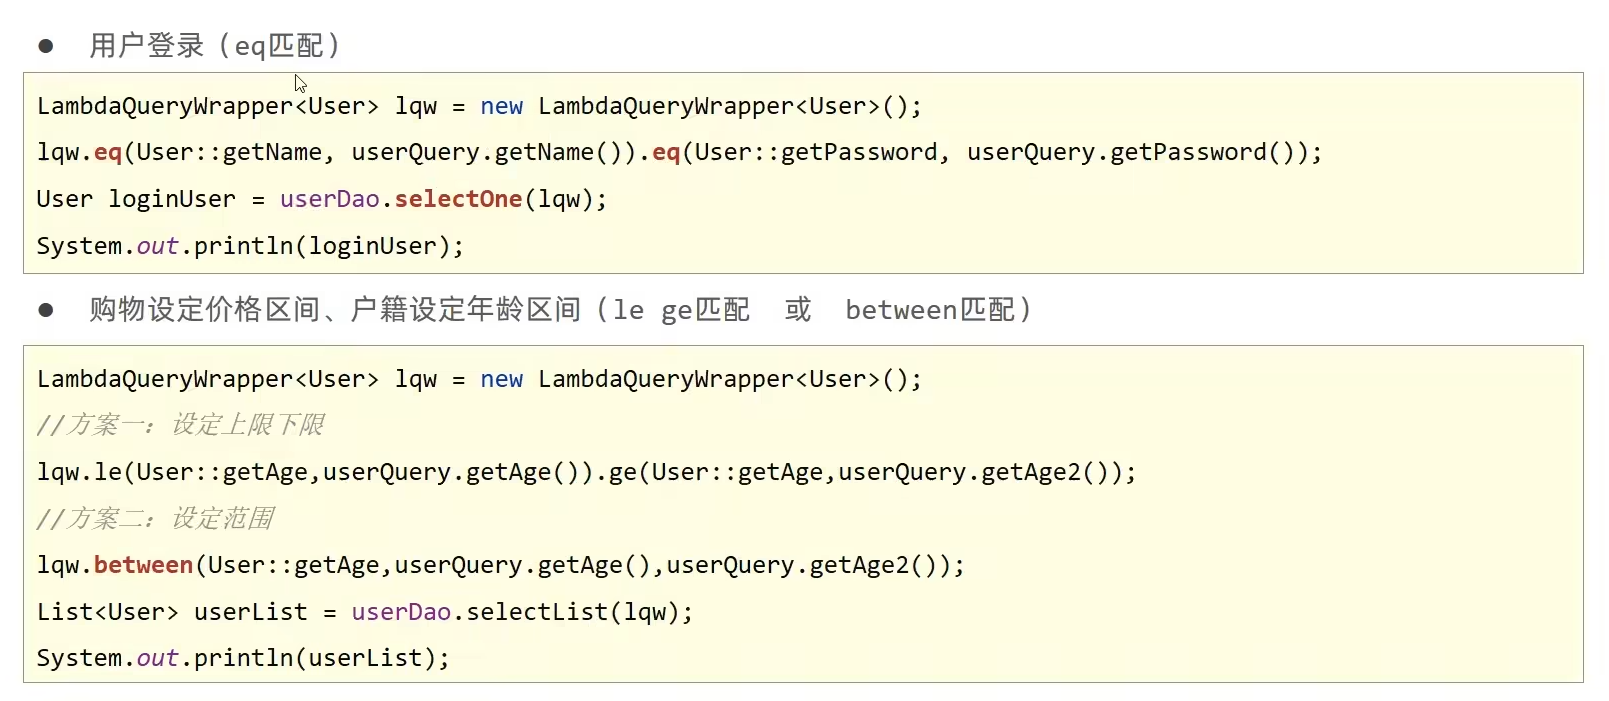 ● 用户登录（eq匹配）
LambdaQueryWrapper<User> lqw = new LambdaQueryWrapper<User>();
lqw.eq(User::getName, userQuery.getName()).eq(User::getPassword, userQuery.getPassword());
User loginUser = userDao.selectOne(lqw);
System.out.println(loginUser);
● 购物设定价格区间、户籍设定年龄区间（le ge匹配 或 between匹配）
LambdaQueryWrapper<User> lqw = new LambdaQueryWrapper<User>();
//方案一：设定上限下限
lqw.le(User::getAge,userQuery.getAge()).ge(User::getAge,userQuery.getAge2());
//方案二：设定范围
lqw.between(User::getAge,userQuery.getAge(),userQuery.getAge2());
List<User> userList = userDao.selectList(lqw);
System.out.println(userList);